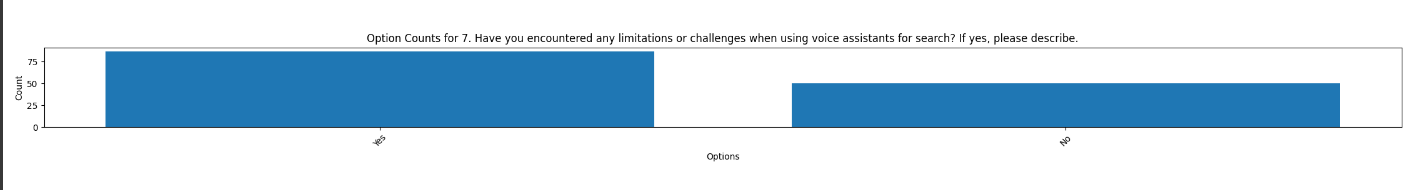 Option Counts for 7. Have you encountered any limitations or challenges when using voice assistants for search? If yes, please describe.
75
50
25
0
Count
Yes
No
Options